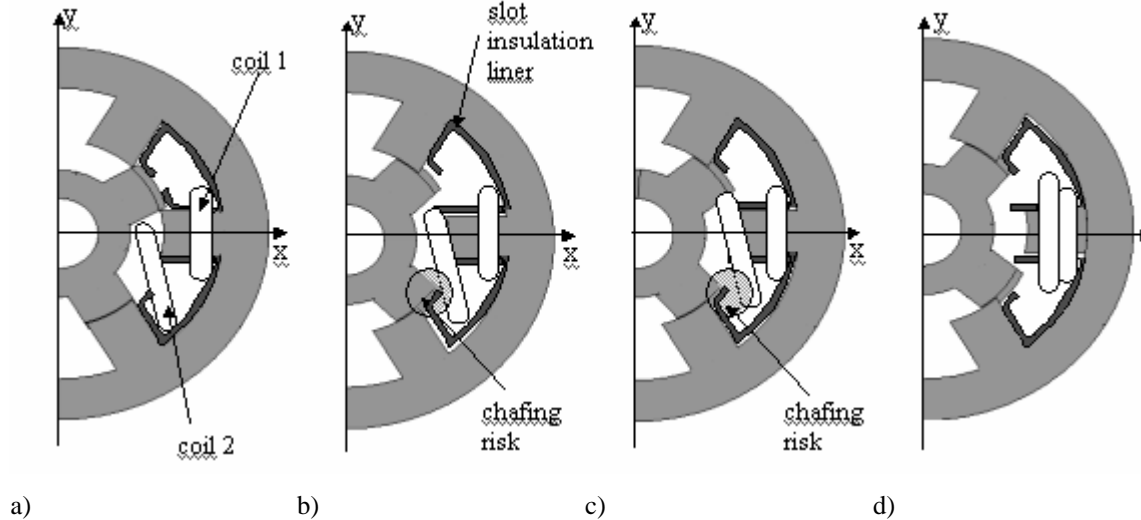 y
coil 1
x
coil 2
y
slot
insulation
liner
x
chafing
risk
y
x
chafing
risk
y
x
a)
b)
c)
d)